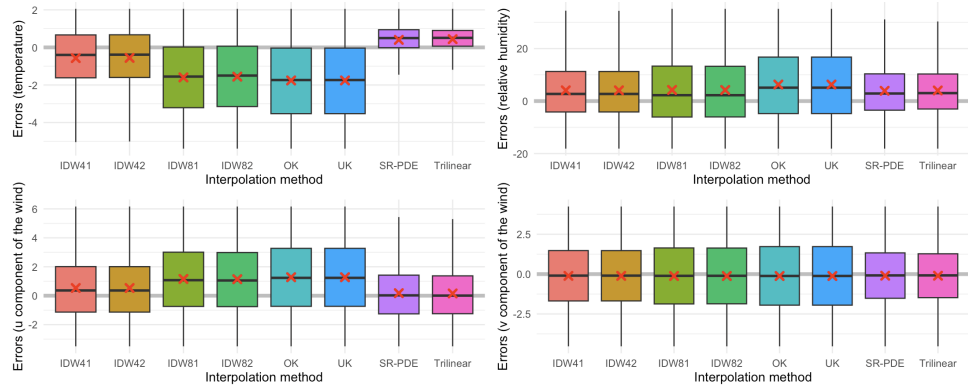 Errors (temperature)
2
0
-2
-4
IDW41 IDW42 IDW81 IDW82 OK UK SR-PDE Trilinear
Interpolation method
Errors (relative humidity)
20
0
-20
IDW41 IDW42 IDW81 IDW82 OK UK SR-PDE Trilinear
Interpolation method
Errors (u component of the wind)
6
4
2
0
-2
IDW41 IDW42 IDW81 IDW82 OK UK SR-PDE Trilinear
Interpolation method
Errors (v component of the wind)
2.5
0.0
-2.5
IDW41 IDW42 IDW81 IDW82 OK UK SR-PDE Trilinear
Interpolation method